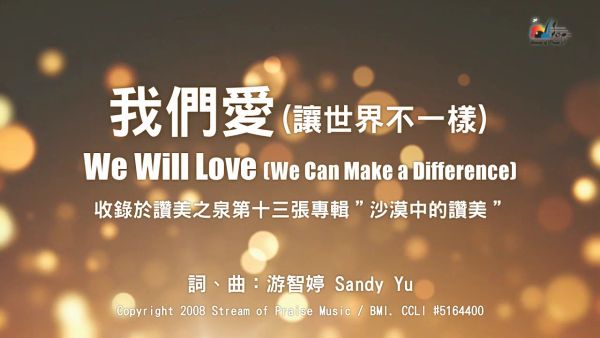 我們愛 (讓世界不一樣)
We Will Love (We Can Make a Difference)
收錄於讚美之泉第十三張專輯 " 沙漠中的讚美 "
詞、曲：游智婷 Sandy Yu
Copyright 2008 Stream of Praise Music / BMI. CCLI #5164400